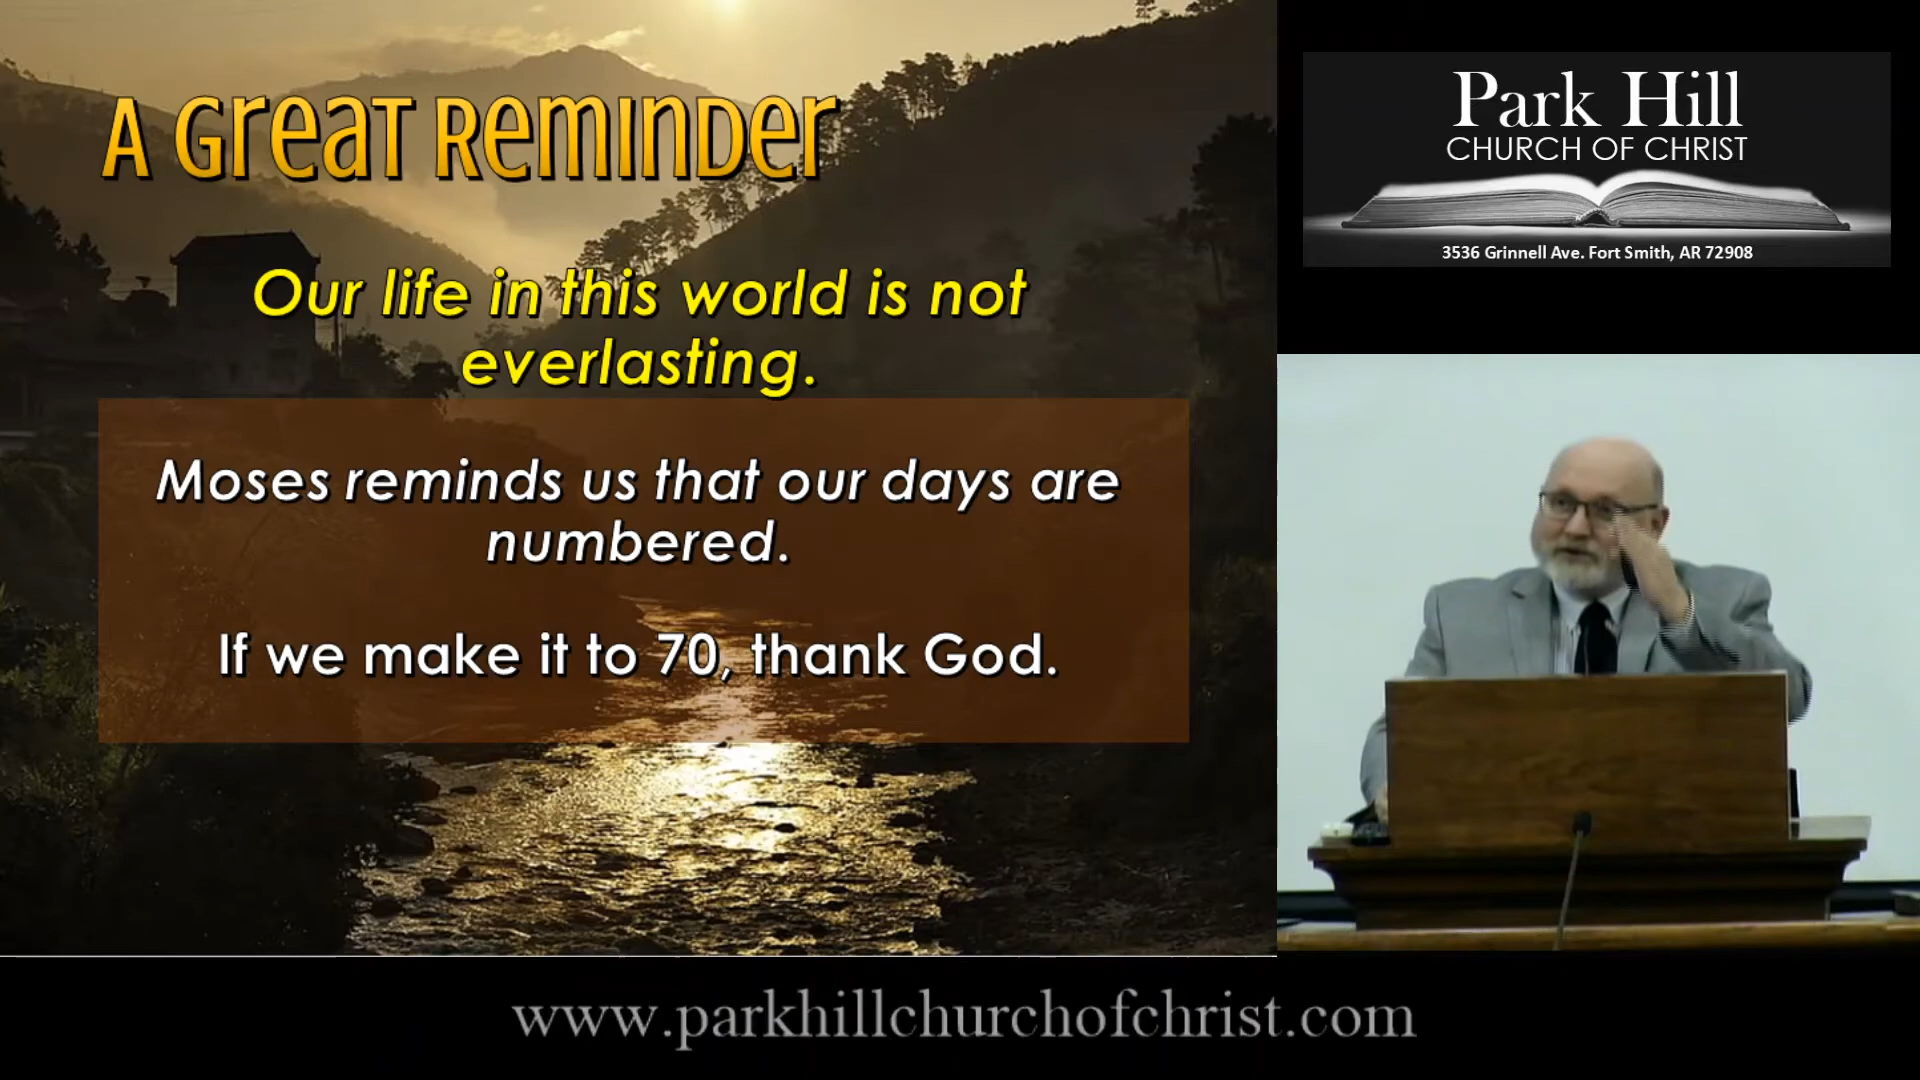 A Great Reminder
Our life in this world is not
everlasting.
Moses reminds us that our days are
numbered.
If we make it to 70, thank God.
Park Hill
CHURCH OF CHRIST
3536 Grinnell Ave. Fort Smith, AR 72908
www.parkhillchurchofchrist.com